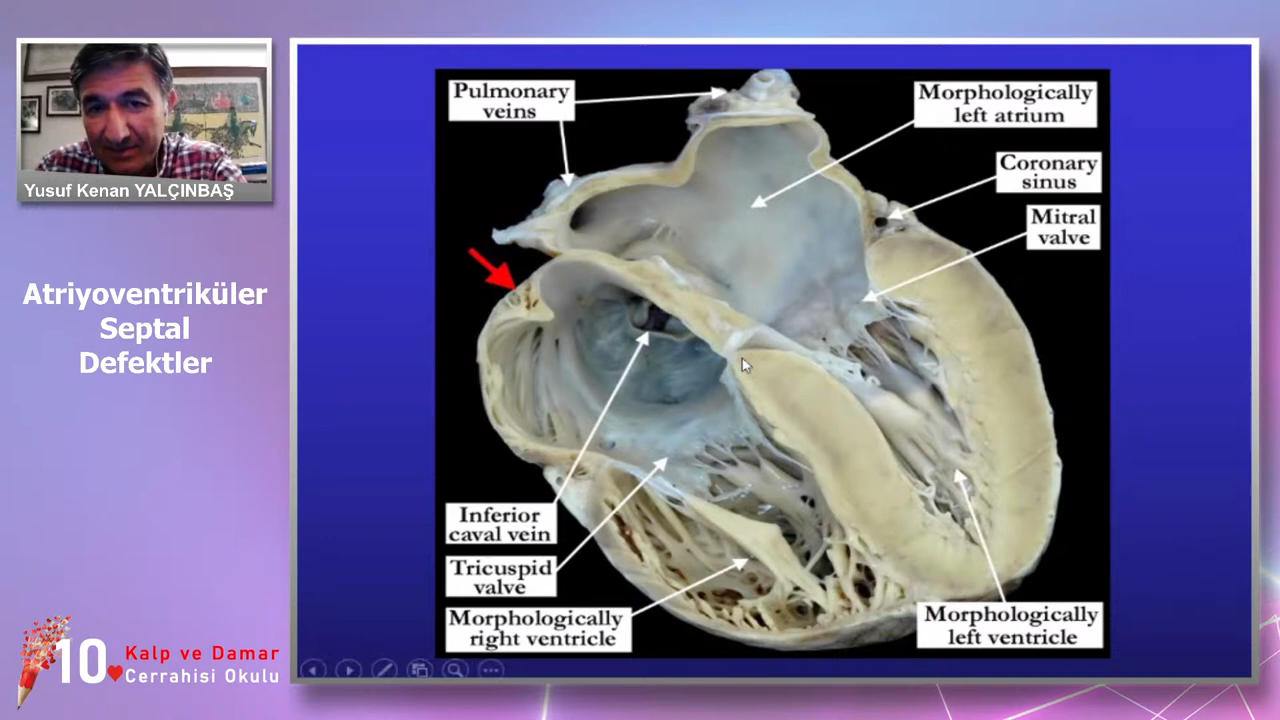 Yusuf Kenan YALÇINBAŞ
Atriyoventriküler
Septal
Defektler
10
Kalp ve Damar
Cerrahisi Okulu
Pulmonary
veins
Morphologically
left atrium
Coronary
sinus
Mitral
valve
Inferior
caval vein
Tricuspid
valve
Morphologically
right ventricle
Morphologically
left ventricle